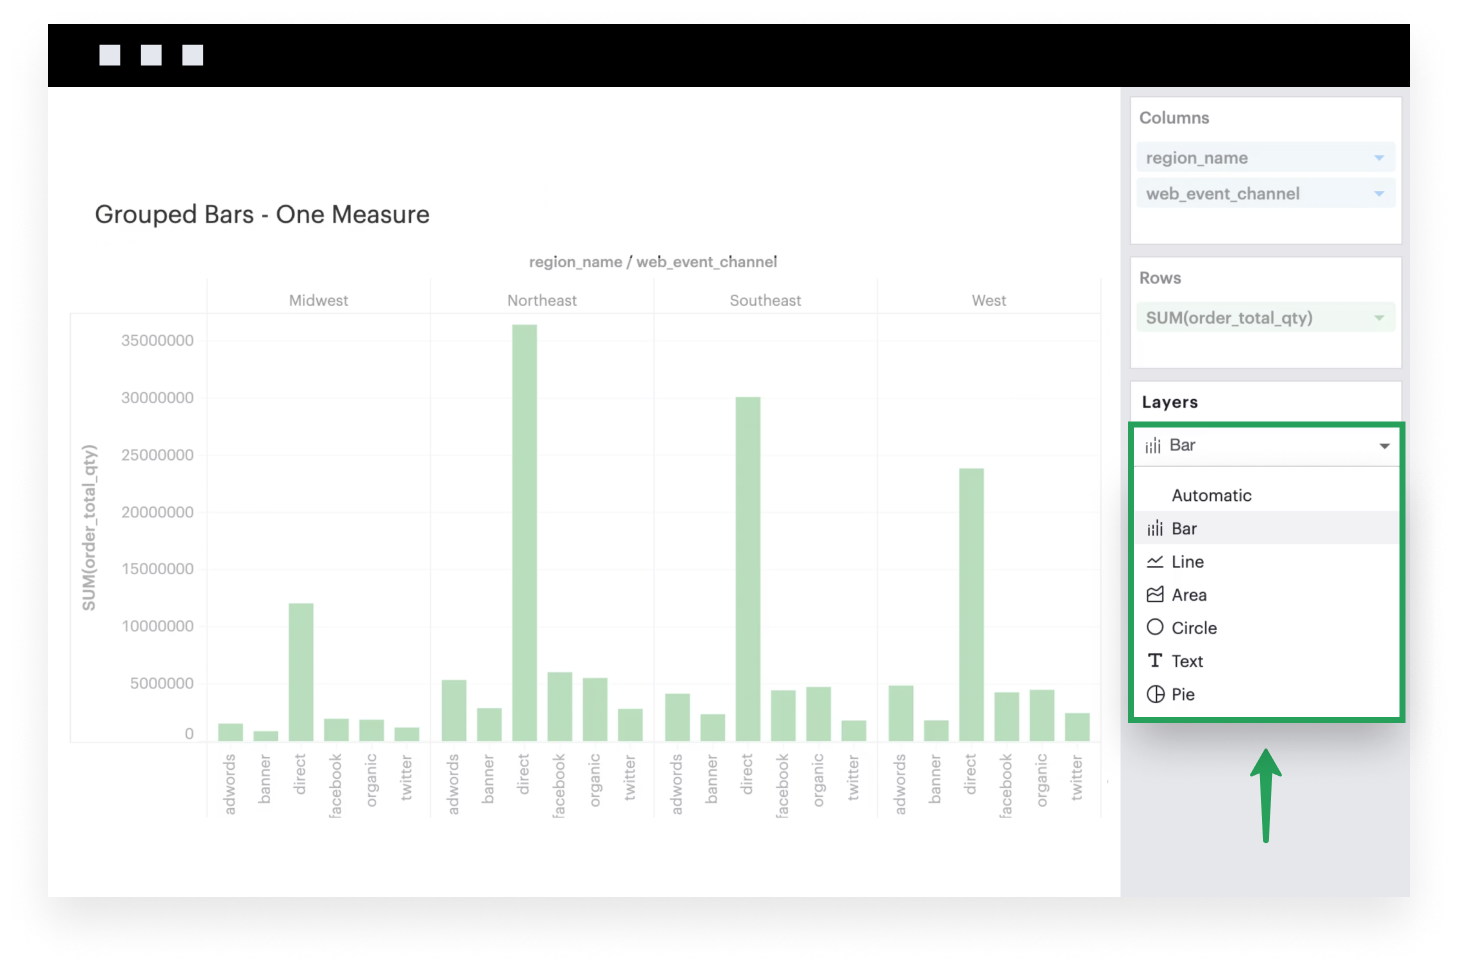 Grouped Bars - One Measure
region_name / web_event_channel
Midwest Northeast Southeast West
SUM(order_total_qty)
35000000
30000000
25000000
20000000
15000000
10000000
5000000
0
adwords banner direct facebook organic twitter adwords banner direct facebook organic twitter adwords banner direct facebook organic twitter adwords banner direct facebook organic twitter
Columns
region_name
web_event_channel
Rows
SUM(order_total_qty)
Layers
Bar
Automatic
Bar
Line
Area
Circle
Text
Pie